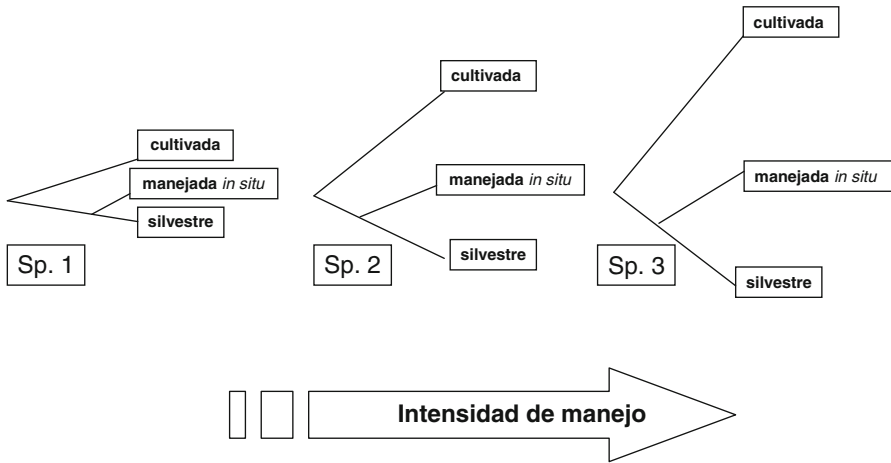 cultivada
manejada in situ
silvestre
Sp. 1
cultivada
manejada in situ
silvestre
Sp. 2
cultivada
manejada in situ
silvestre
Sp. 3
Intensidad de manejo